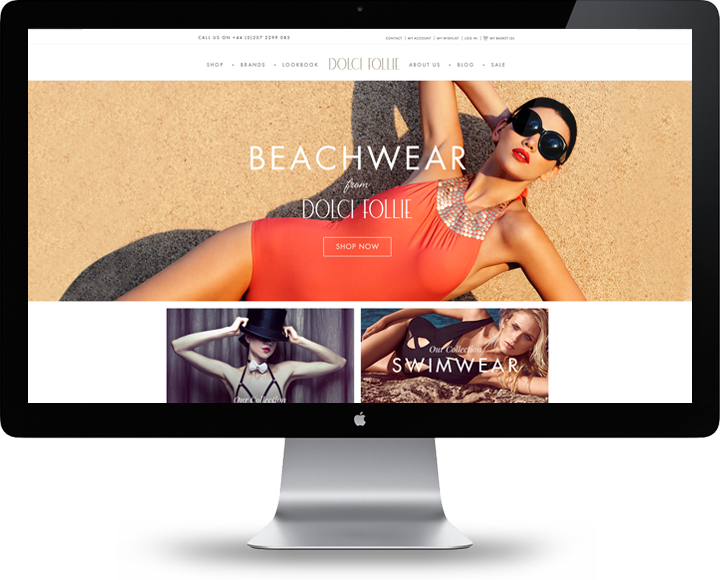 CALL US ON +44 (0)207 2299 085
CONTACT | MY ACCOUNT | MY WISHLIST | LOG IN | MY BASKET (0)
SHOP • BRANDS • LOOKBOOK DOLCI FOLLIE ABOUT US • BLOG • SALE
BEACHWEAR
from
DOLCI FOLLIE
SHOP NOW
Our Collection
SWIMWEAR
Our Collection